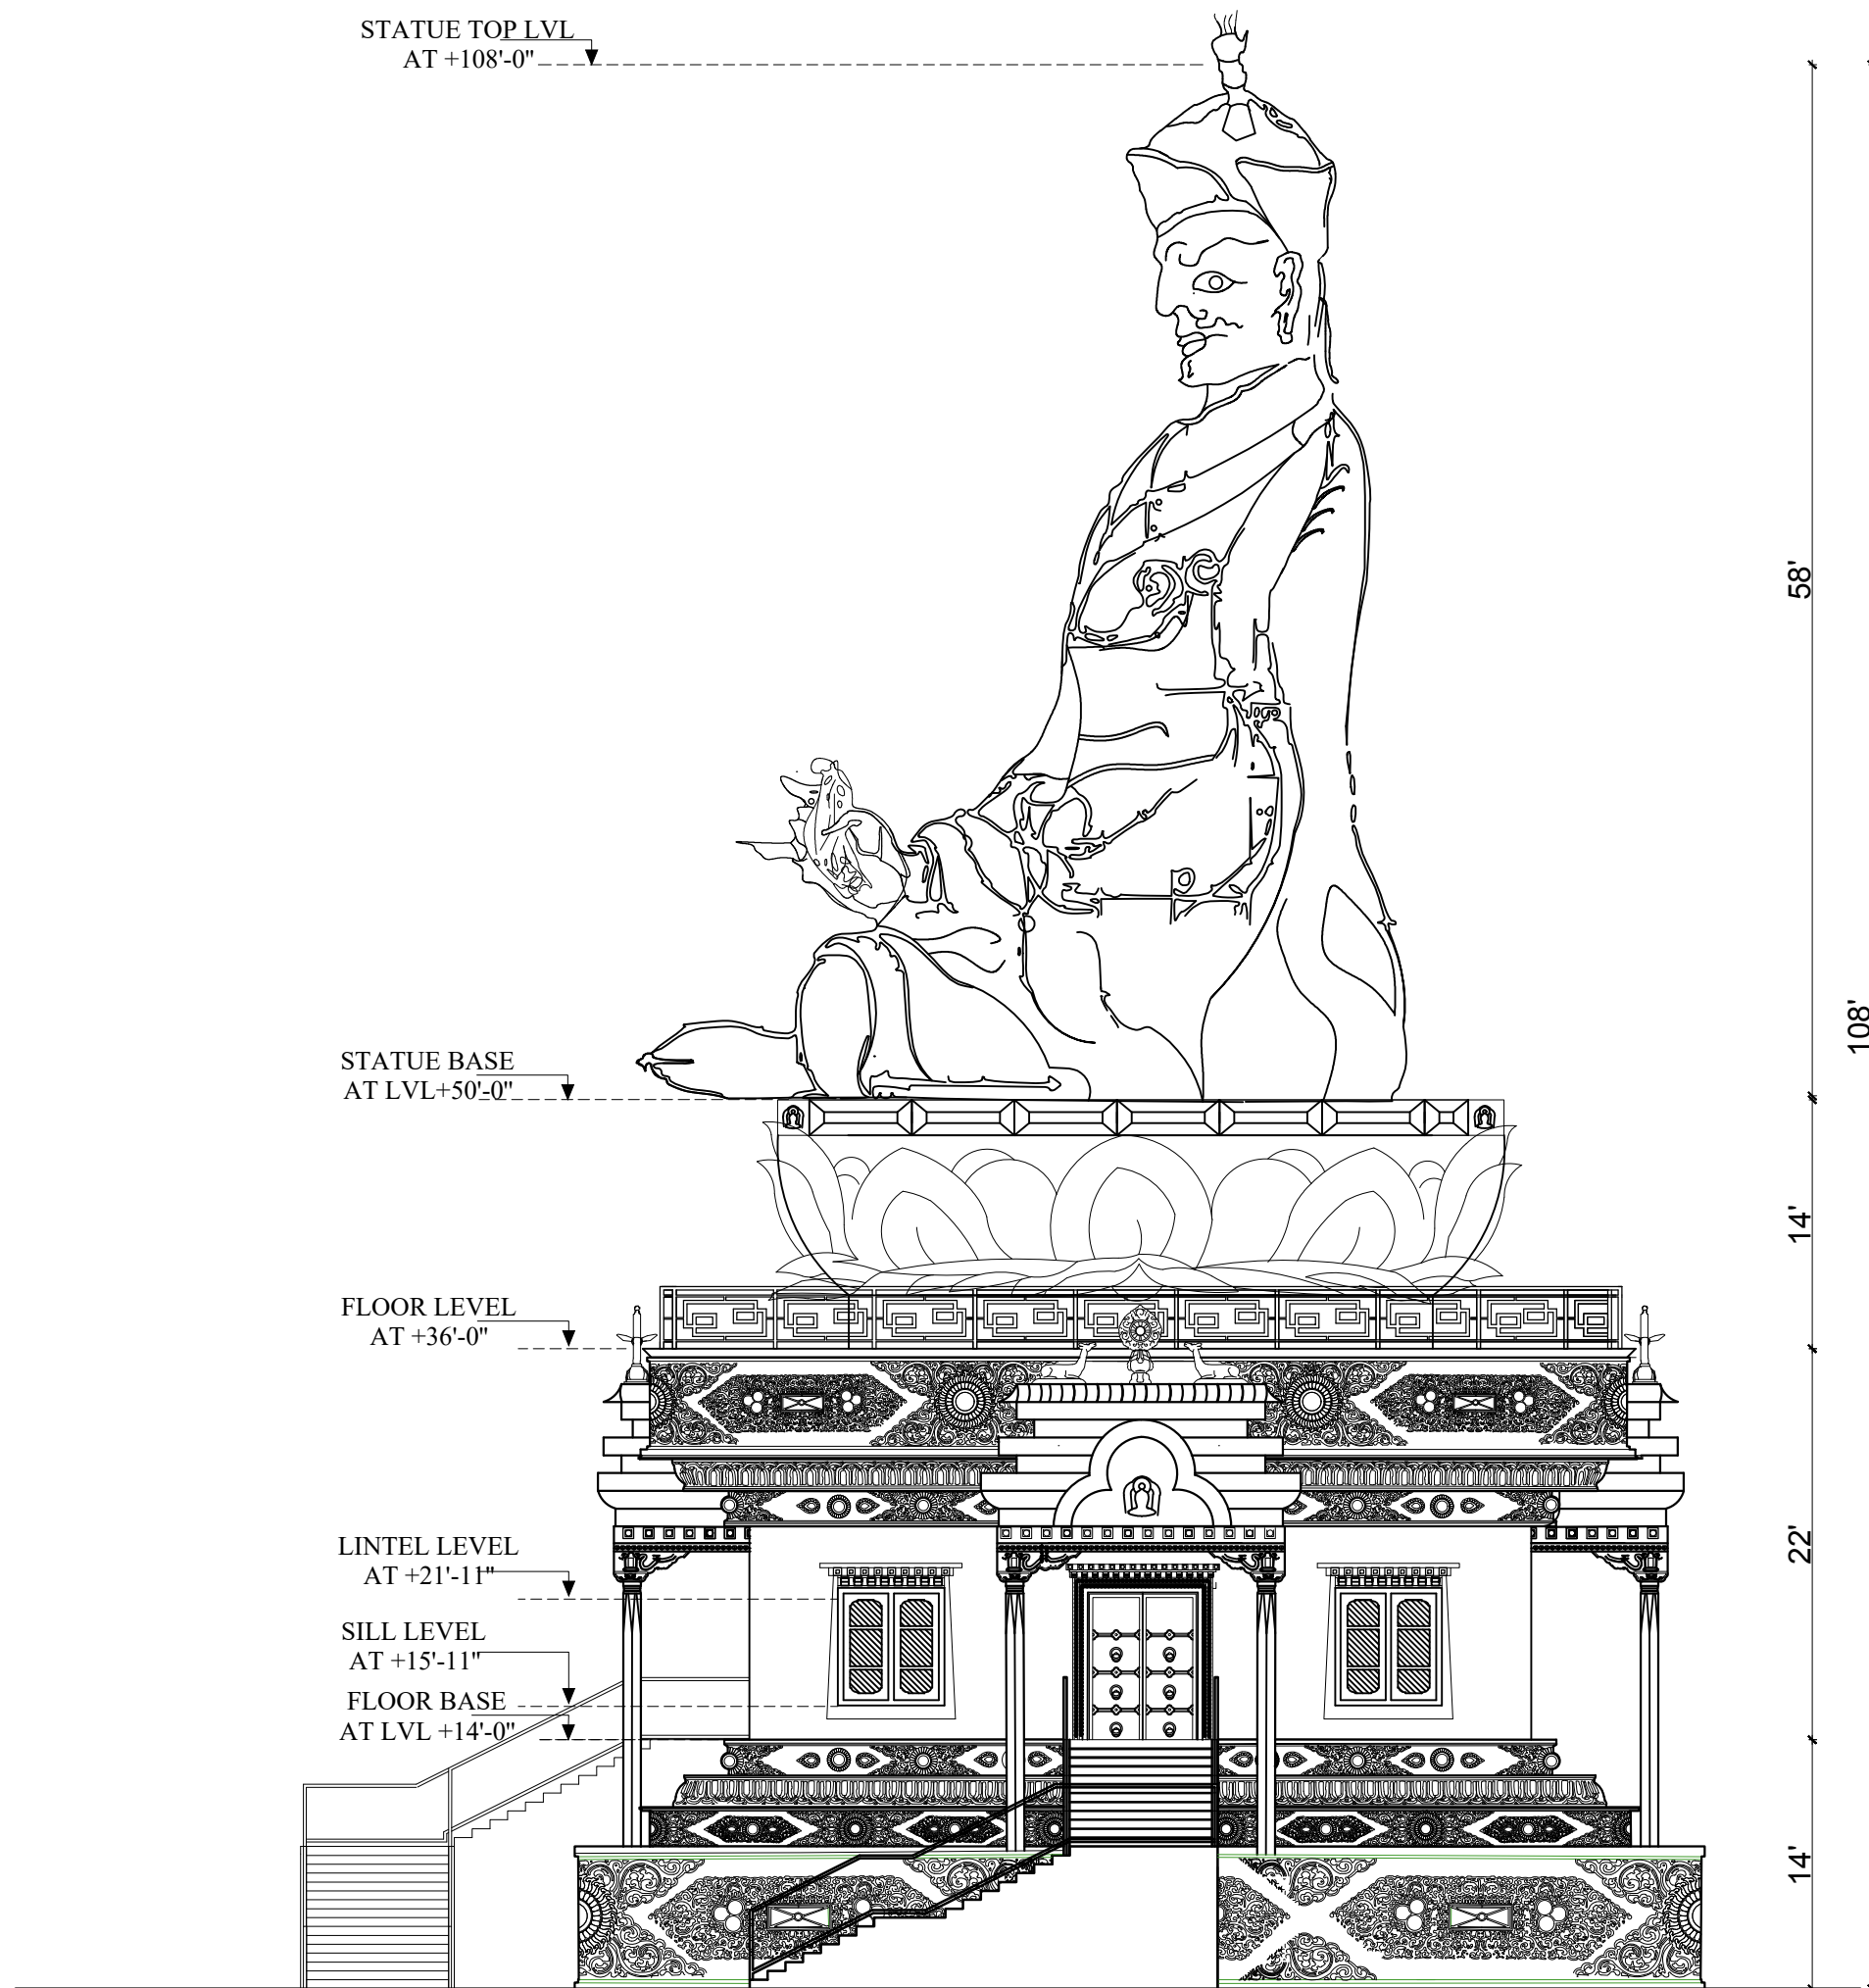 STATUE TOP LVL
AT +108'-0"
58'
108'
STATUE BASE
AT LVL+50'-0"
14'
FLOOR LEVEL
AT +36'-0"
LINTEL LEVEL
AT +21'-11"
22'
SILL LEVEL
AT +15'-11"
FLOOR BASE
AT LVL +14'-0"
14'